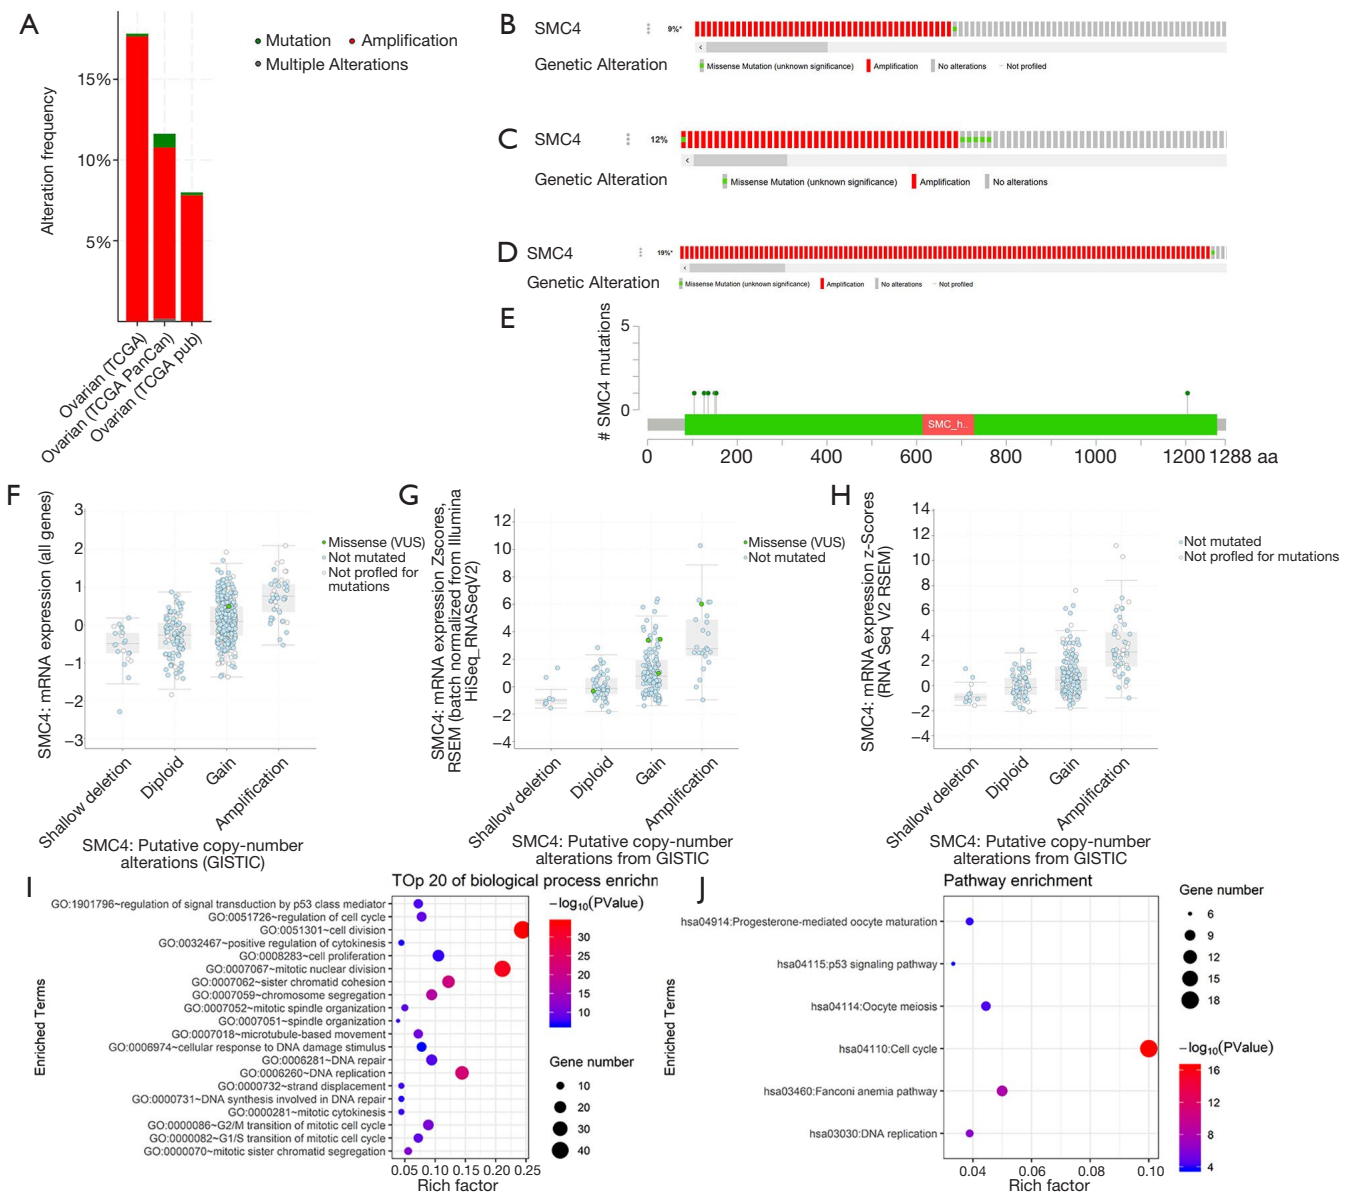 A
Mutation
Amplification
Multiple Alterations
Alteration frequency
15%
10%
5%
Ovarian (TCGA)
Ovarian (TCGA PanCan)
Ovarian (TCGA pub)
B
SMC4
9%*
Genetic Alteration
Missense Mutation (unknown significance)
Amplification
No alterations
Not profiled
C
SMC4
12%
Genetic Alteration
Missense Mutation (unknown significance)
Amplification
No alterations
D
SMC4
19%*
Genetic Alteration
Missense Mutation (unknown significance)
Amplification
No alterations
Not profiled
E
# SMC4 mutations
5
0
SMC_h..
0
200
400
600
800
1000
1200
1288 aa
F
SMC4: mRNA expression (all genes)
3
2
1
0
−1
−2
−3
Missense (VUS)
Not mutated
Not profled for
mutations
Shallow deletion
Diploid
Gain
Amplification
SMC4: Putative copy-number
alterations (GISTIC)
G
SMC4: mRNA expression Zscores,
RSEM (batch normalized from Illumina
HiSeq_RNASeqV2)
12
10
8
6
4
2
0
−2
−4
Missense (VUS)
Not mutated
Shallow deletion
Diploid
Gain
Amplification
SMC4: Putative copy-number
alterations from GISTIC
H
SMC4: mRNA expression z-Scores
(RNA Seq V2 RSEM)
14
12
10
8
6
4
2
0
−2
−4
Not mutated
Not profled for mutations
Shallow deletion
Diploid
Gain
Amplification
SMC4: Putative copy-number
alterations from GISTIC
I
TOp 20 of biological process enrichn
Enriched Terms
GO:1901796~regulation of signal transduction by p53 class mediator
GO:0051726~regulation of cell cycle
GO:0051301~cell division
GO:0032467~positive regulation of cytokinesis
GO:0008283~cell proliferation
GO:0007067~mitotic nuclear division
GO:0007062~sister chromatid cohesion
GO:0007059~chromosome segregation
GO:0007052~mitotic spindle organization
GO:0007051~spindle organization
GO:0007018~microtubule-based movement
GO:0006974~cellular response to DNA damage stimulus
GO:0006281~DNA repair
GO:0006260~DNA replication
GO:0000732~strand displacement
GO:0000731~DNA synthesis involved in DNA repair
GO:0000281~mitotic cytokinesis
GO:0000086~G2/M transition of mitotic cell cycle
GO:0000082~G1/S transition of mitotic cell cycle
GO:0000070~mitotic sister chromatid segregation
0.05 0.10 0.15 0.20 0.25
Rich factor
−log10(PValue)
30
25
20
15
10
Gene number
10
20
30
40
J
Pathway enrichment
Enriched Terms
hsa04914:Progesterone-mediated oocyte maturation
hsa04115:p53 signaling pathway
hsa04114:Oocyte meiosis
hsa04110:Cell cycle
hsa03460:Fanconi anemia pathway
hsa03030:DNA replication
0.04 0.06 0.08 0.10
Rich factor
Gene number
6
9
12
15
18
−log10(PValue)
16
12
8
4